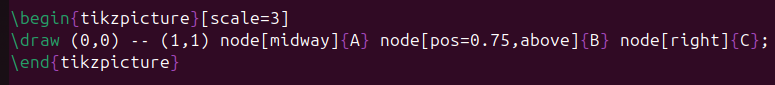 \begin{tikzpicture}[scale=3]
\draw (0,0) -- (1,1) node[midway]{A} node[pos=0.75,above]{B} node[right]{C};
\end{tikzpicture}